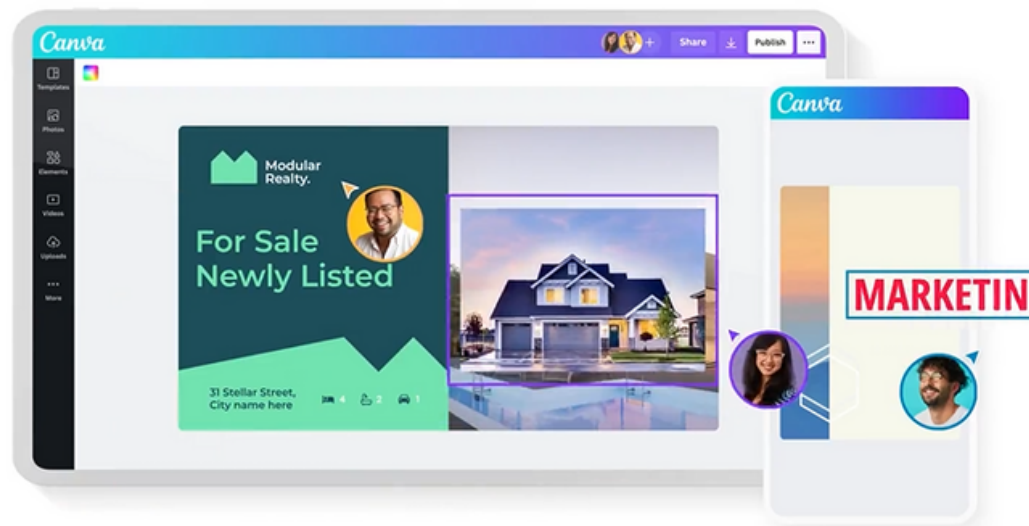 Canva
Share
Publish
Templates
Photos
Elements
Videos
Uploads
More
Modular
Realty.
For Sale
Newly Listed
31 Stellar Street,
City name here
4 2 1
Canva
MARKETIN